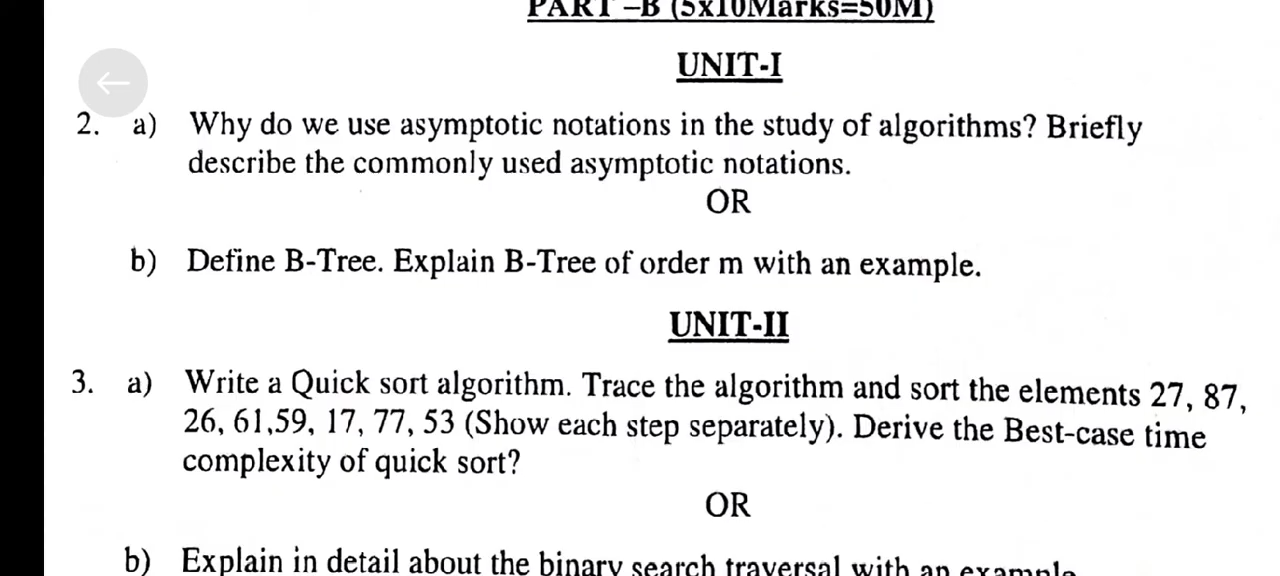 PART –B (5x10Marks=50M)
UNIT-I
2. a) Why do we use asymptotic notations in the study of algorithms? Briefly
describe the commonly used asymptotic notations.
OR
b) Define B-Tree. Explain B-Tree of order m with an example.
UNIT-II
3. a) Write a Quick sort algorithm. Trace the algorithm and sort the elements 27, 87,
26, 61,59, 17, 77, 53 (Show each step separately). Derive the Best-case time
complexity of quick sort?
OR
b) Explain in detail about the binary search traversal with an example